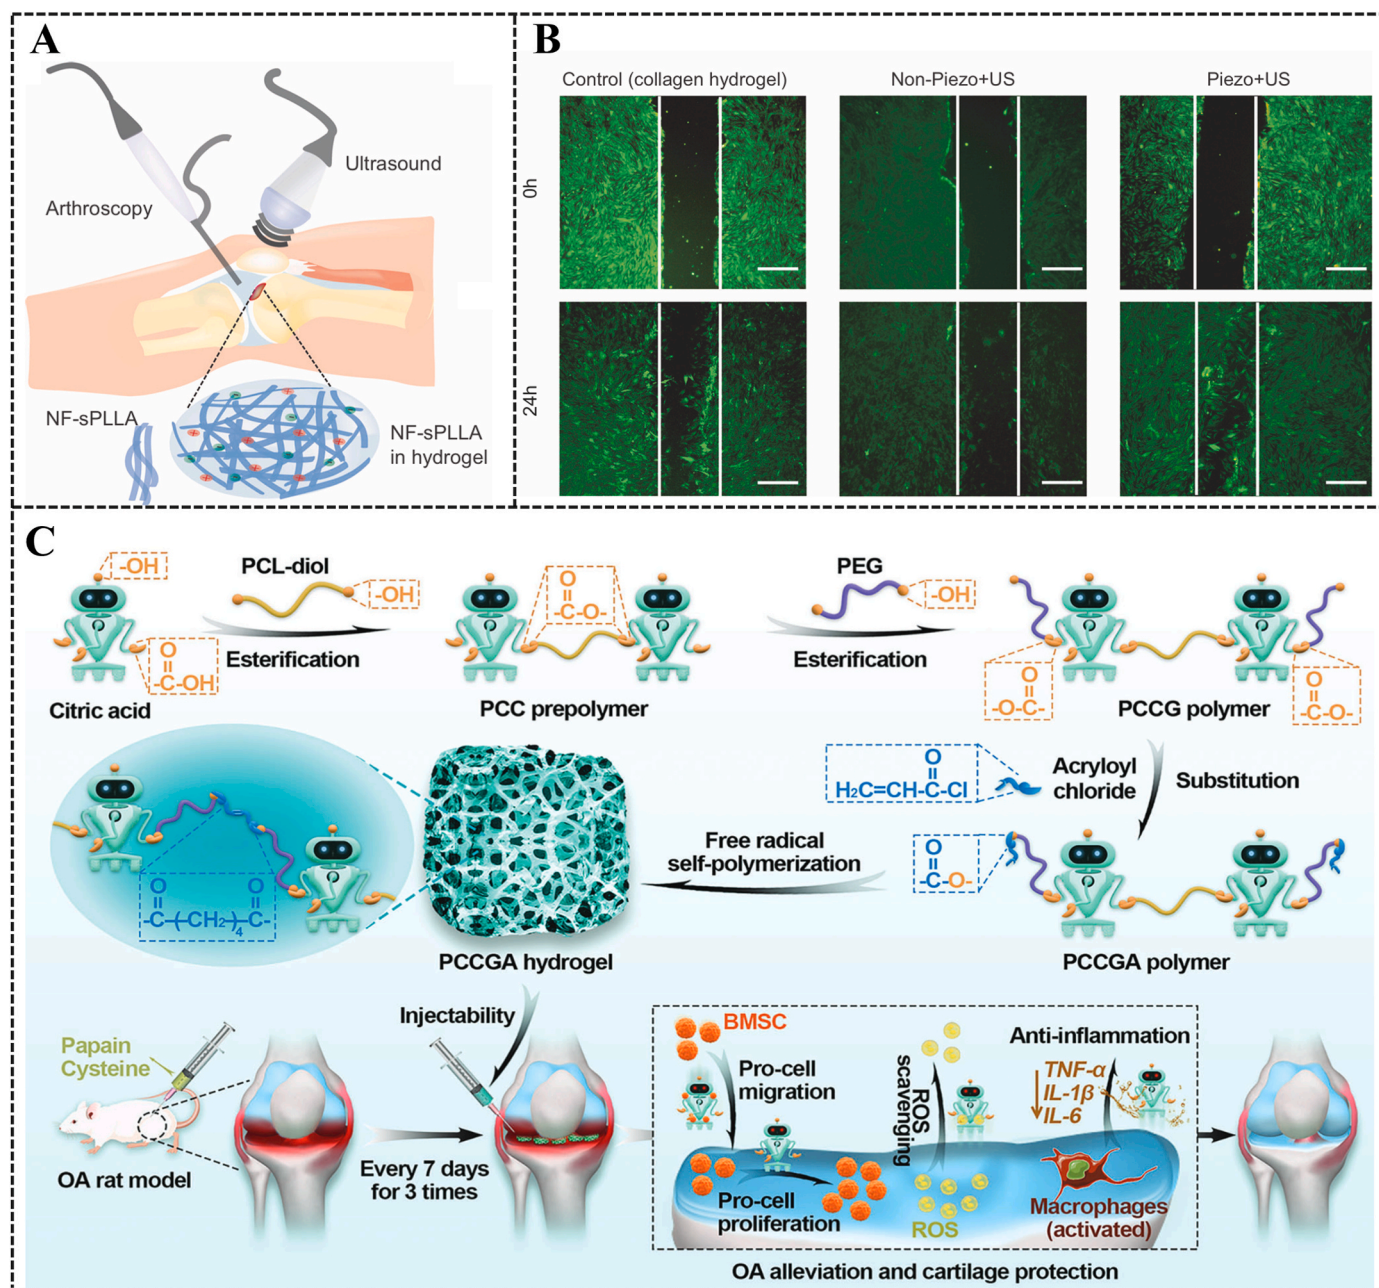 A
Arthroscopy
Ultrasound
NF-sPLLA
NF-sPLLA
in hydrogel
B
Control (collagen hydrogel)
Non-Piezo+US
Piezo+US
0h
24h
C
-OH
PCL-diol
-OH
O
-C-O-
PEG
-OH
Esterification
Esterification
O
-C-OH
Citric acid
PCC prepolymer
O
-O-C-
PCCG polymer
O
-C-O-
O
H₂C=CH-C-Cl
Acryloyl
chloride
Substitution
Free radical
self-polymerization
O
-C-O-
O O
-C-(CH₂)₄-C-
PCCGA hydrogel
PCCGA polymer
Injectability
Papain
Cysteine
OA rat model
Every 7 days
for 3 times
BMSC
Pro-cell
migration
Pro-cell
proliferation
ROS
scavenging
ROS
Anti-inflammation
TNF-α
IL-1β
IL-6
Macrophages
(activated)
OA alleviation and cartilage protection